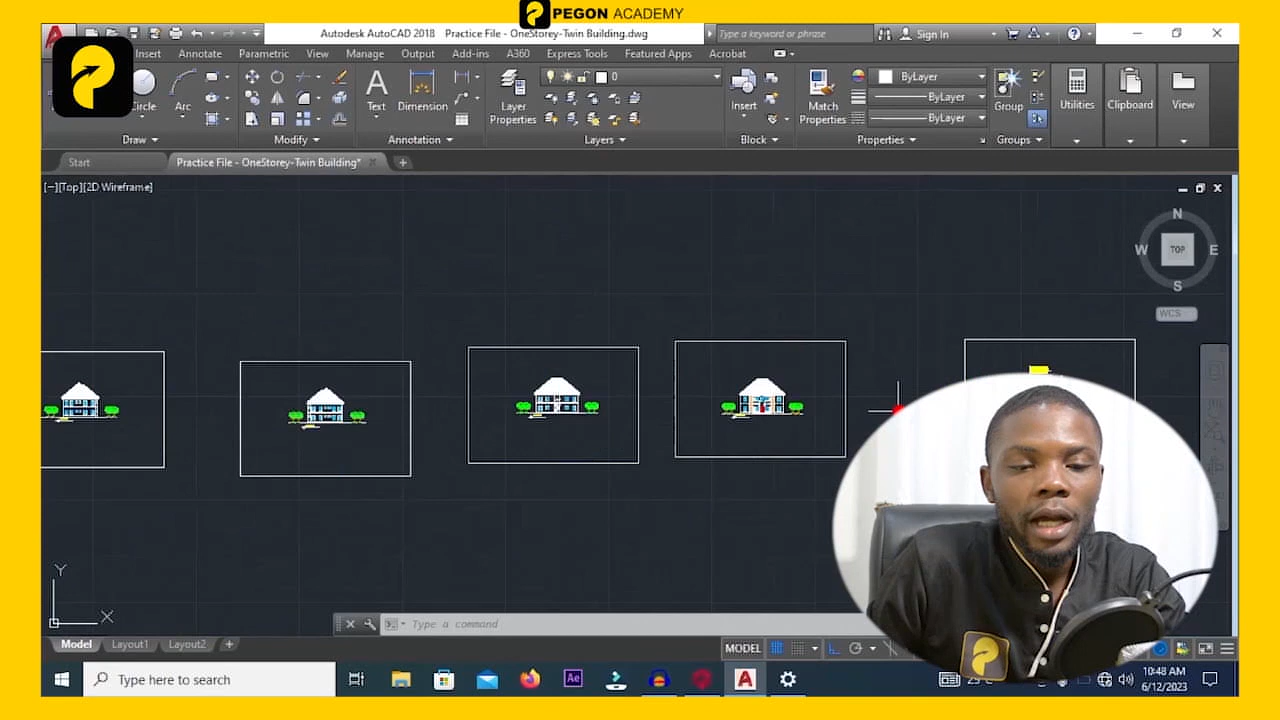 PEGON ACADEMY
Autodesk AutoCAD 2018 Practice File - OneStorey-Twin Building.dwg
Type a keyword or phrase
Sign In
Insert Annotate Parametric View Manage Output Add-ins A360 Express Tools Featured Apps Acrobat
0
ByLayer
ByLayer
ByLayer
Circle Arc Text Dimension Layer Properties Insert Match Properties Group Utilities Clipboard View
Draw Modify Annotation Layers Block Properties Groups
Start Practice File - OneStorey-Twin Building*
[−][Top][2D Wireframe]
N
W TOP E
S
WCS
Y
X
Type a command
Model Layout1 Layout2
MODEL
Type here to search
Ae
A
10:48 AM
6/12/2023